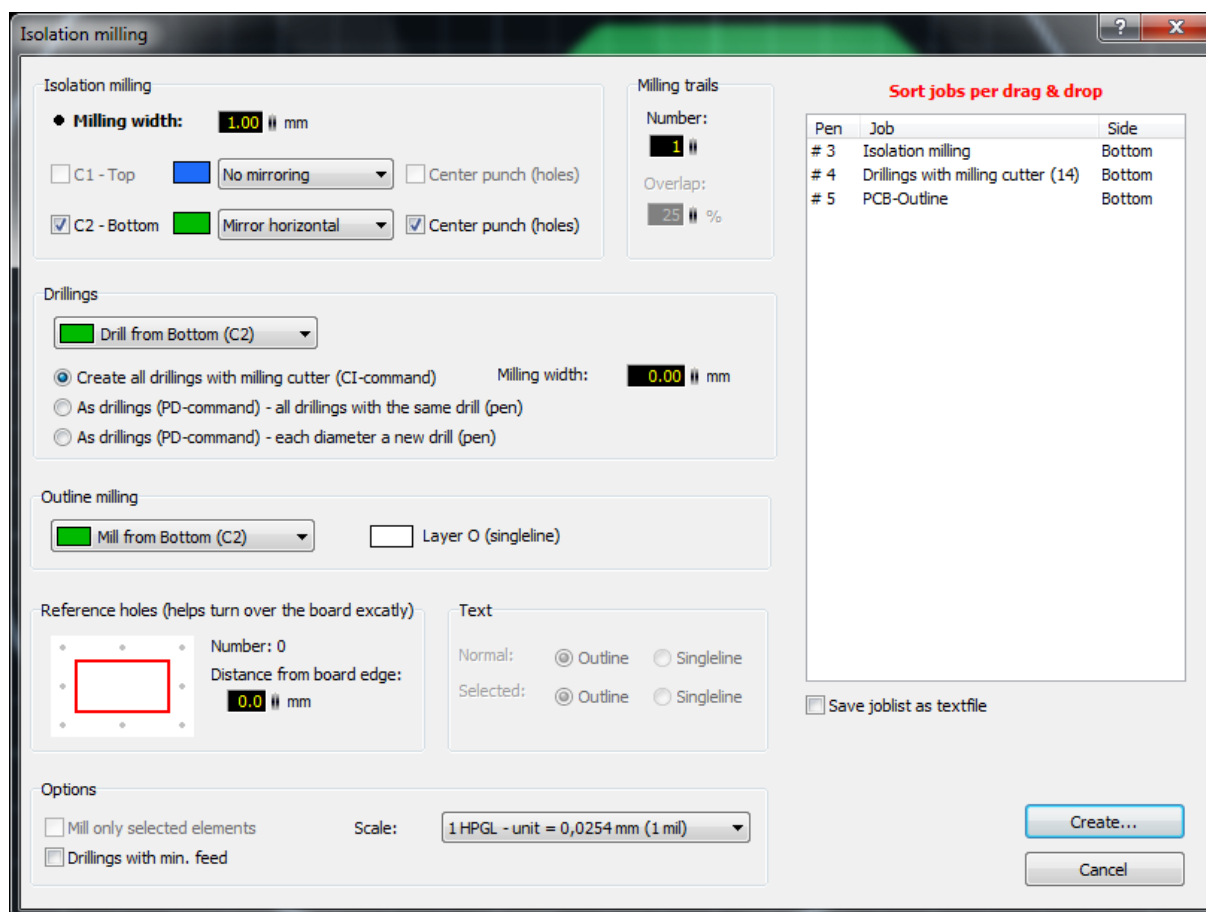 Isolation milling
Isolation milling
Milling width: 1.00 mm
C1 - Top No mirroring Center punch (holes)
C2 - Bottom Mirror horizontal Center punch (holes)
Milling trails
Number:
1
Overlap:
25 %
Drillings
Drill from Bottom (C2)
Create all drillings with milling cutter (CI-command) Milling width: 0.00 mm
As drillings (PD-command) - all drillings with the same drill (pen)
As drillings (PD-command) - each diameter a new drill (pen)
Outline milling
Mill from Bottom (C2) Layer O (singleline)
Reference holes (helps turn over the board excatly)
Number: 0
Distance from board edge:
0.0 mm
Text
Normal: Outline Singleline
Selected: Outline Singleline
Options
Mill only selected elements Scale: 1 HPGL - unit = 0,0254 mm (1 mil)
Drillings with min. feed
Sort jobs per drag & drop
Pen Job Side
# 3 Isolation milling Bottom
# 4 Drillings with milling cutter (14) Bottom
# 5 PCB-Outline Bottom
Save joblist as textfile
Create...
Cancel